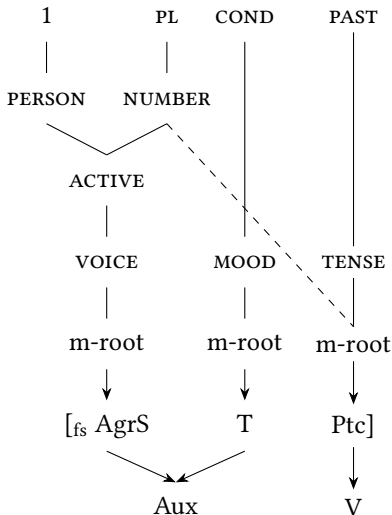 1 PL COND PAST
PERSON NUMBER
ACTIVE
VOICE MOOD TENSE
m-root m-root m-root
[fs AgrS T Ptc]
Aux V